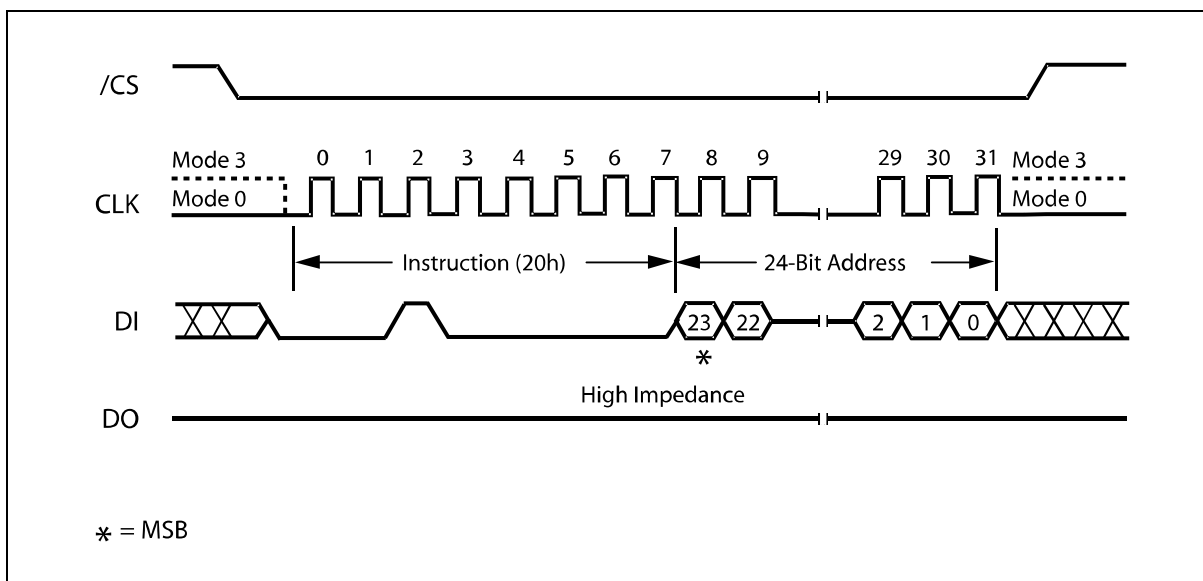 /CS
Mode 3 0 1 2 3 4 5 6 7 8 9 29 30 31 Mode 3
CLK Mode 0 Mode 0
Instruction (20h) 24-Bit Address
DI 23 22 2 1 0
*
High Impedance
DO
* = MSB